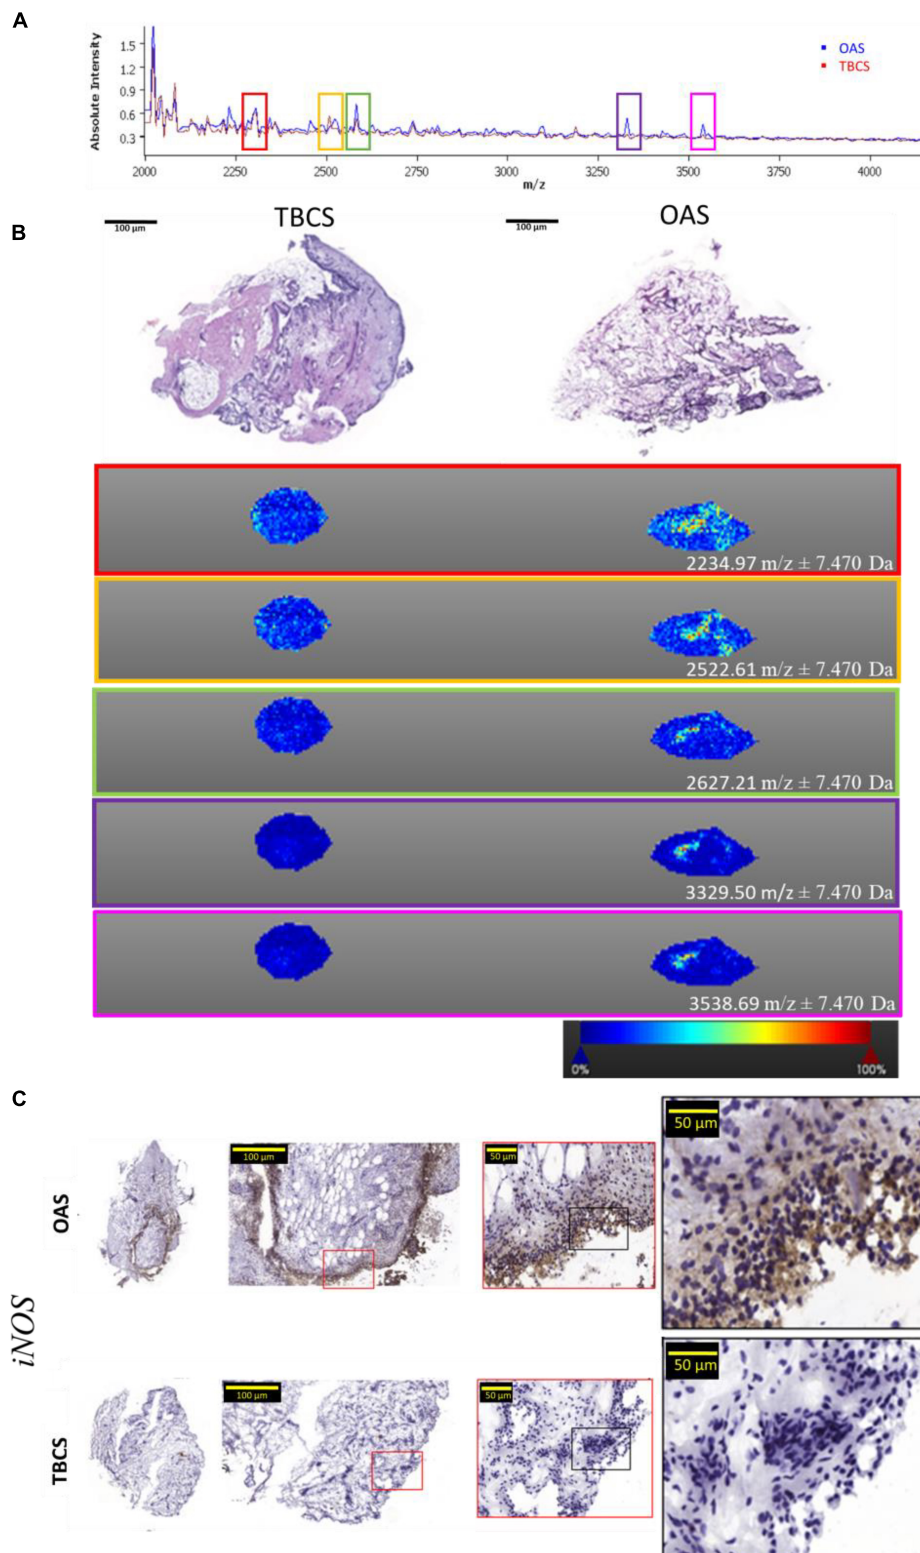 A
Absolute Intensity
1.5
1.2
0.9
0.6
0.3
OAS
TBCS
2000 2250 2500 2750 3000 3250 3500 3750 4000
m/z
B
TBCS
OAS
100 µm
100 µm
2234.97 m/z ± 7.470 Da
2522.61 m/z ± 7.470 Da
2627.21 m/z ± 7.470 Da
3329.50 m/z ± 7.470 Da
3538.69 m/z ± 7.470 Da
0% 100%
C
iNOS
OAS
100 µm
50 µm
50 µm
TBCS
100 µm
50 µm
50 µm